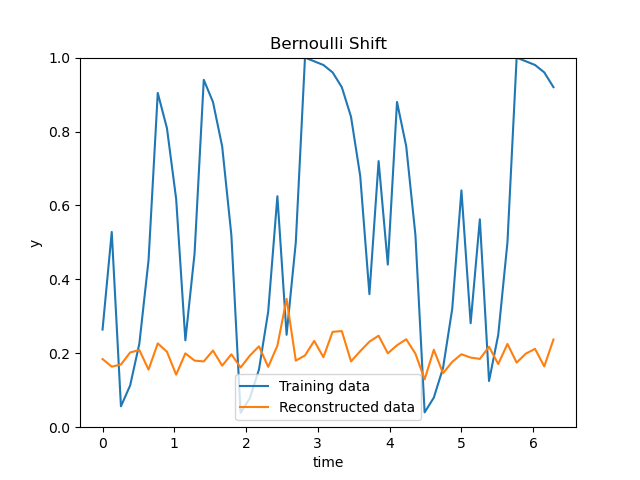 Bernoulli Shift
y
1.0
0.8
0.6
0.4
0.2
0.0
Training data
Reconstructed data
0 1 2 3 4 5 6
time